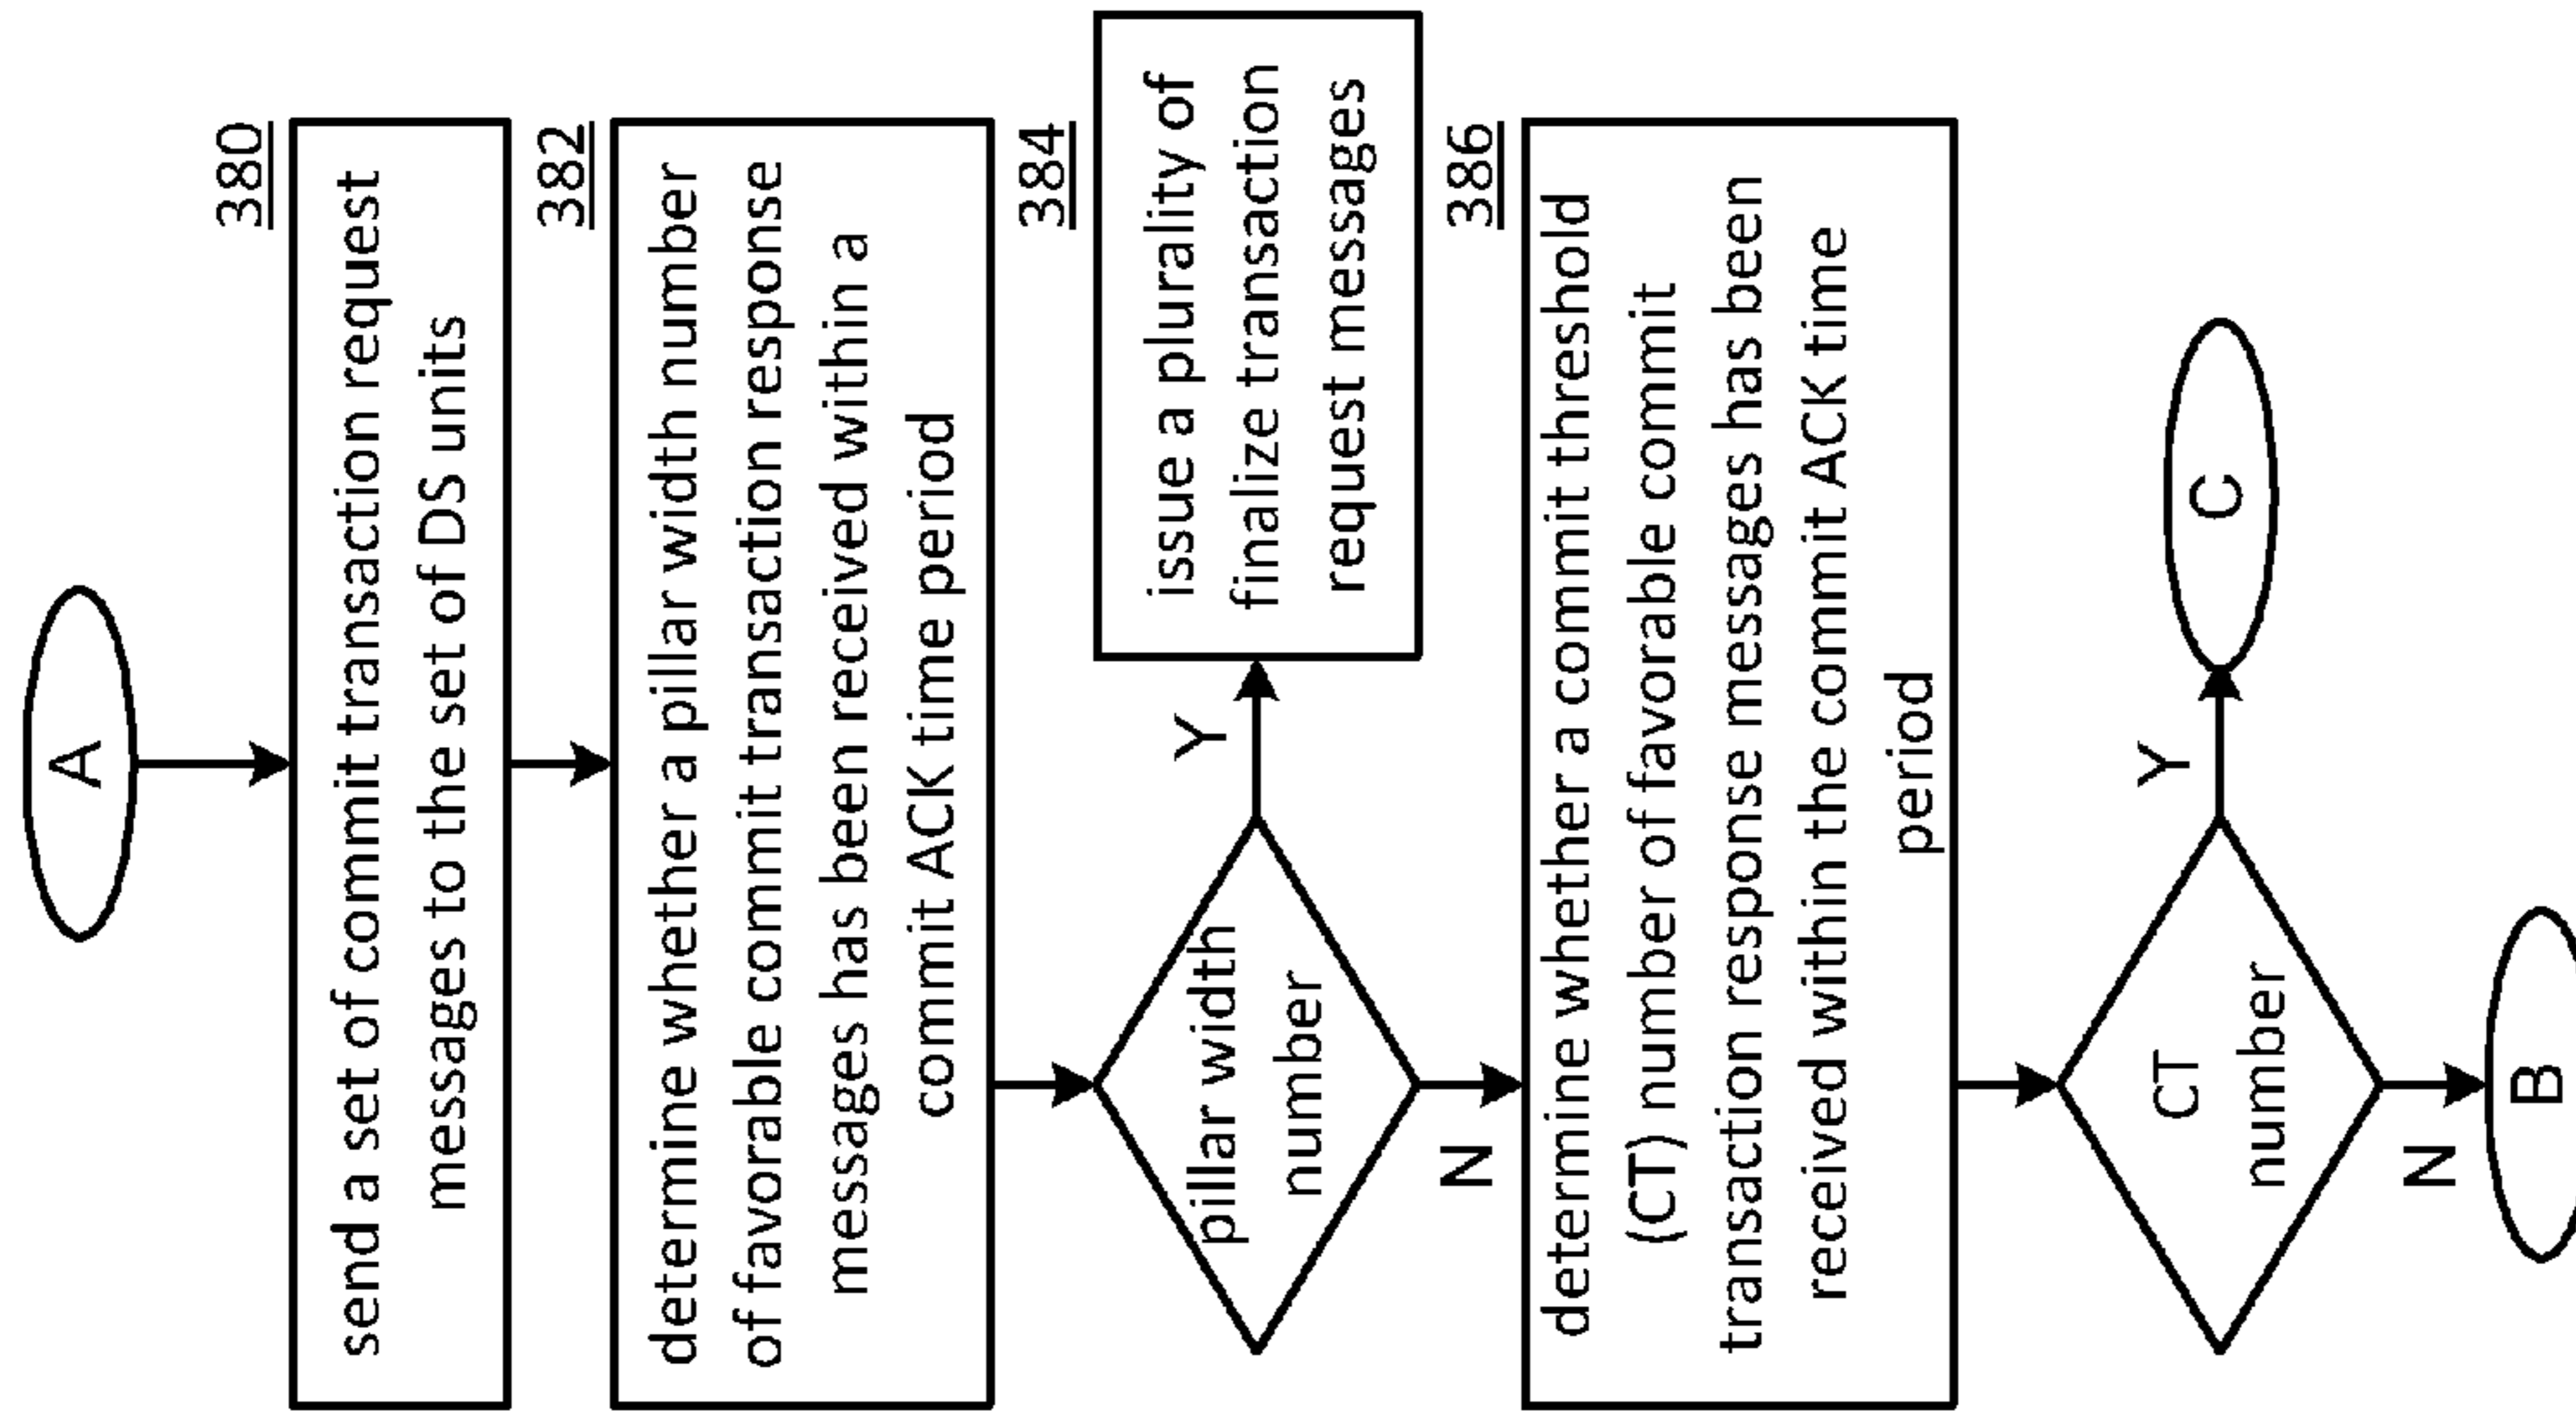 A
380
send a set of commit transaction request
messages to the set of DS units
382
determine whether a pillar width number
of favorable commit transaction response
messages has been received within a
commit ACK time period
pillar width
number
Y
384
issue a plurality of
finalize transaction
request messages
N
386
determine whether a commit threshold
(CT) number of favorable commit
transaction response messages has been
received within the commit ACK time
period
CT
number
Y
C
N
B